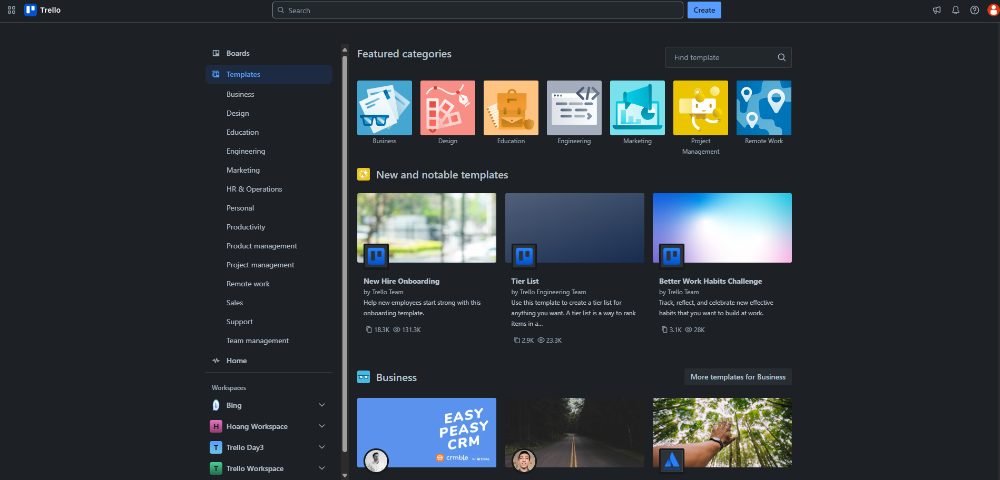 Trello
Search
Create
Boards
Templates
Business
Design
Education
Engineering
Marketing
HR & Operations
Personal
Productivity
Product management
Project management
Remote work
Sales
Support
Team management
Home
Workspaces
Bing
H Hoang Workspace
T Trello Day3
T Trello Workspace
Featured categories
Find template
Business
Design
Education
Engineering
Marketing
Project
Management
Remote Work
New and notable templates
New Hire Onboarding
by Trello Team
Help new employees start strong with this
onboarding template.
18.3K 131.3K
Tier List
by Trello Engineering Team
Use this template to create a tier list for
anything you want. A tier list is a way to rank
items in a...
2.9K 23.3K
Better Work Habits Challenge
by Trello Team
Track, reflect, and celebrate new effective
habits that you want to build at work.
3.1K 28K
Business
More templates for Business
EASY
PEASY
CRM
crmble for Trello